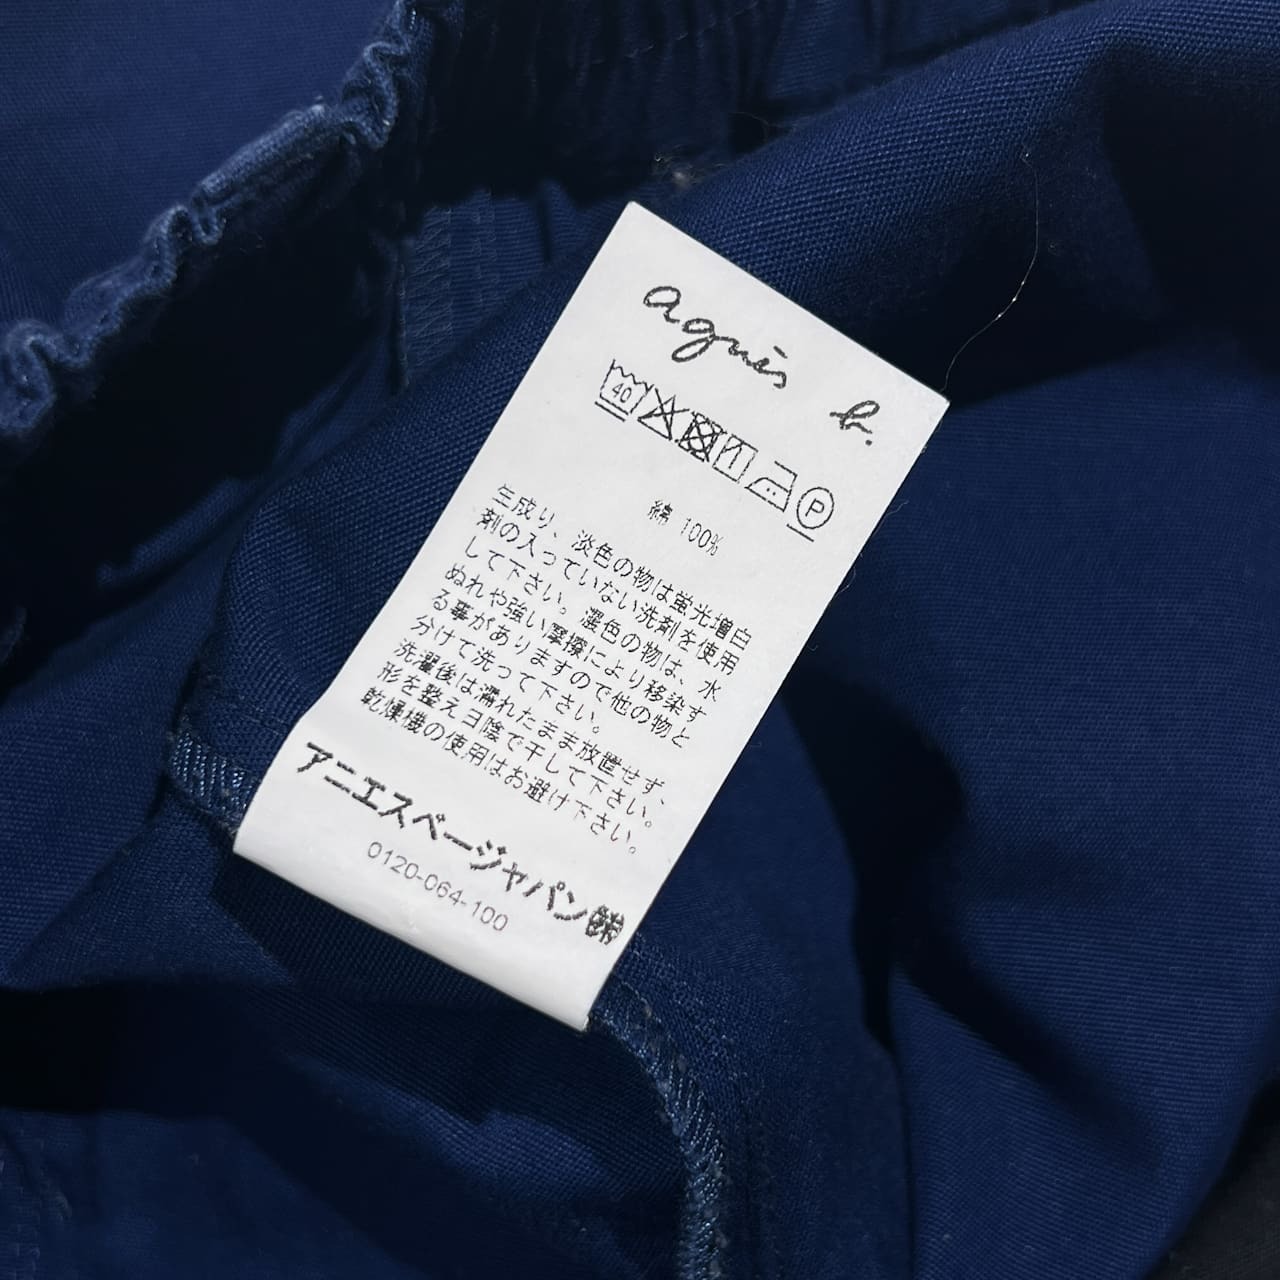 agnès b.
40
P
綿 100%
生成り、淡色の物は蛍光増白
剤の入っていない洗剤を使用
して下さい。濃色の物は、水
ぬれや強い摩擦により移染す
る事がありますので他の物と
分けて洗って下さい。
洗濯後は濡れたまま放置せず、
形を整え日陰で干して下さい。
乾燥機の使用はお避け下さい。
アニエスベージャパン㈱
0120-064-100